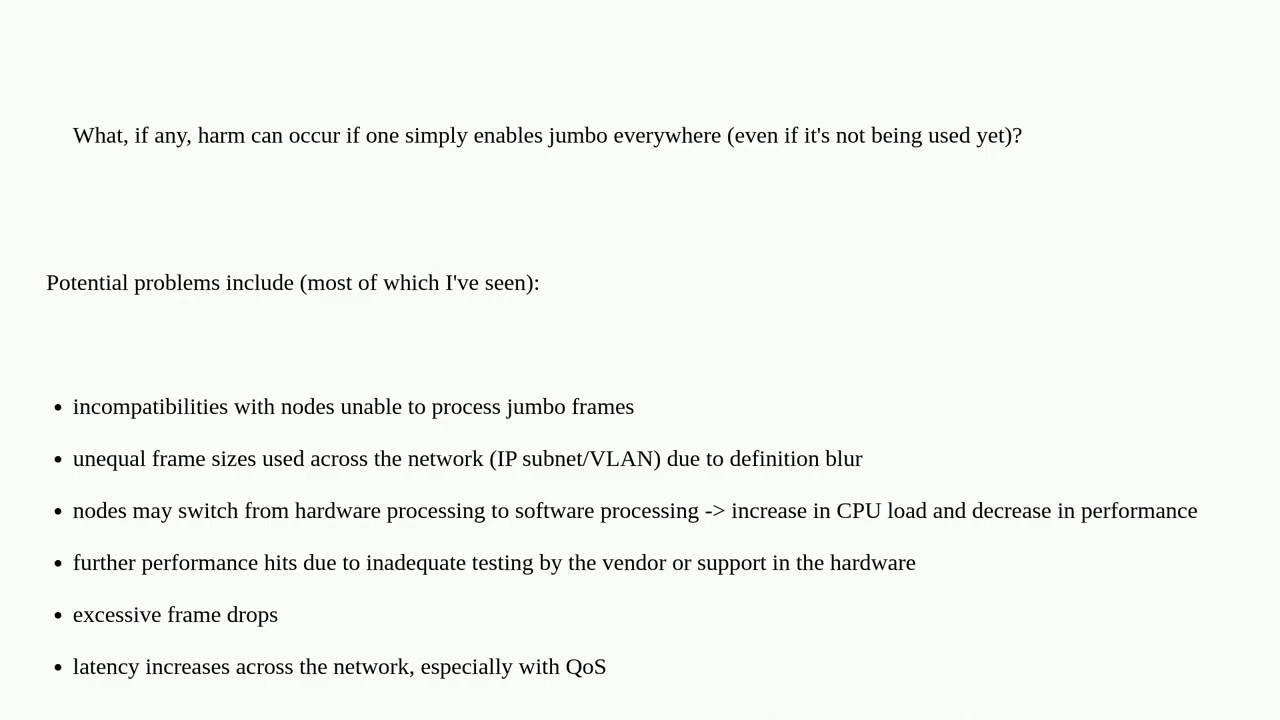 What, if any, harm can occur if one simply enables jumbo everywhere (even if it's not being used yet)?
Potential problems include (most of which I've seen):
• incompatibilities with nodes unable to process jumbo frames
• unequal frame sizes used across the network (IP subnet/VLAN) due to definition blur
• nodes may switch from hardware processing to software processing -> increase in CPU load and decrease in performance
• further performance hits due to inadequate testing by the vendor or support in the hardware
• excessive frame drops
• latency increases across the network, especially with QoS